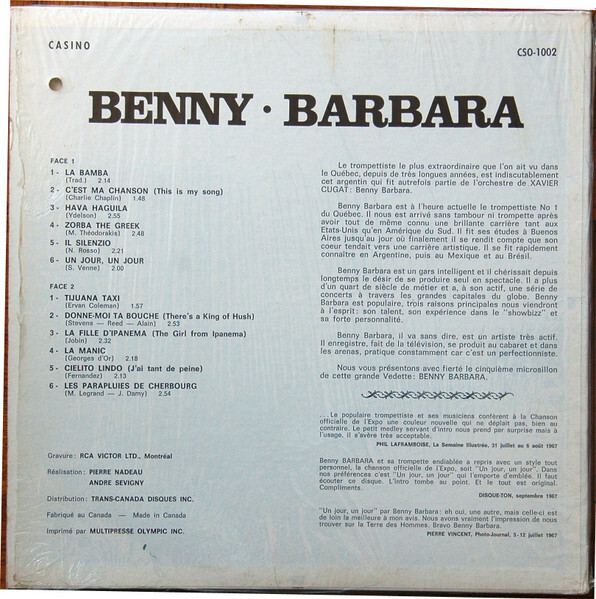 CASINO
CSO-1002
BENNY · BARBARA
FACE 1
1 - LA BAMBA
(Trad.) 2.14
2 - C'EST MA CHANSON (This is my song)
(Charlie Chaplin) 1.48
3 - HAVA HAGUILA
(Ydelson) 2.55
4 - ZORBA THE GREEK
(M. Théodorakis) 2.48
5 - IL SILENZIO
(N. Rosso) 2.21
6 - UN JOUR, UN JOUR
(S. Venne) 2.00
FACE 2
1 - TIJUANA TAXI
(Ervan Coleman) 1.57
2 - DONNE-MOI TA BOUCHE (There's a King of Hush)
(Stevens — Reed — Alain) 2.53
3 - LA FILLE D'IPANEMA (The Girl from Ipanema)
(Jobin) 2.32
4 - LA MANIC
(Georges d'Or) 2.18
5 - CIELITO LINDO (J'ai tant de peine)
(Fernandez) 2.13
6 - LES PARAPLUIES DE CHERBOURG
(M. Legrand — J. Damy) 2.54
Gravure : RCA VICTOR LTD., Montréal
Réalisation : PIERRE NADEAU
ANDRE SEVIGNY
Distribution : TRANS-CANADA DISQUES INC.
Fabriqué au Canada — Made in Canada
Imprimé par MULTIPRESSE OLYMPIC INC.
Le trompettiste le plus extraordinaire que l'on ait vu dans
le Québec, depuis de très longues années, est indiscutablement
cet argentin qui fit autrefois partie de l'orchestre de XAVIER
CUGAT : Benny Barbara.
Benny Barbara est à l'heure actuelle le trompettiste No 1
du Québec. Il nous est arrivé sans tambour ni trompette après
avoir tout de même connu une brillante carrière tant aux
Etats-Unis qu'en Amérique du Sud. Il fit ses études à Buenos
Aires jusqu'au jour où finalement il se rendit compte que son
coeur tendait vers une carrière artistique. Il se fit rapidement
connaître en Argentine, puis au Mexique et au Brésil.
Benny Barbara est un gars intelligent et il chérissait depuis
longtemps le désir de se produire seul en spectacle. Il a plus
d'un quart de siècle de métier et a, à son actif, une série de
concerts à travers les grandes capitales du globe. Benny
Barbara est populaire, trois raisons principales nous viendront
à l'esprit: son talent, son expérience dans le "showbizz" et
sa forte personnalité.
Benny Barbara, il va sans dire, est un artiste très actif.
Il enregistre, fait de la télévision, se produit au cabaret et dans
les arenas, pratique constamment car c'est un perfectionniste.
Nous vous présentons avec fierté le cinquième microsillon
de cette grande Vedette : BENNY BARBARA.
....Le populaire trompettiste et ses musiciens confèrent à la Chanson
officielle de l'Expo une couleur nouvelle qui ne déplait pas, bien au
contraire. Le petit medley servant d'intro nous prend par surprise mais à
l'usage. Il s'avère très acceptable.
PHIL LAFRAMBOISE, La Semaine Illustrée, 31 juillet au 6 août 1967
Benny BARBARA et sa trompette endiablée a repris avec un style tout
personnel, la chanson officielle de l'Expo, soit "Un jour, un jour". Dans
nos préférences c'est "Un jour, un jour" qui l'emporte d'emblée. Il faut
écouter ce disque. L'intro tombe au point. Et le tout est original.
Compliments.
DISQUE-TON, septembre 1967
"Un jour, un jour" par Benny Barbara : eh oui, une autre, mais celle-ci est
de loin la meilleure à mon avis. Nous avons vraiment l'impression de nous
trouver sur la Terre des Hommes. Bravo Benny Barbara.
PIERRE VINCENT, Photo-Journal, 5 - 12 juillet 1967